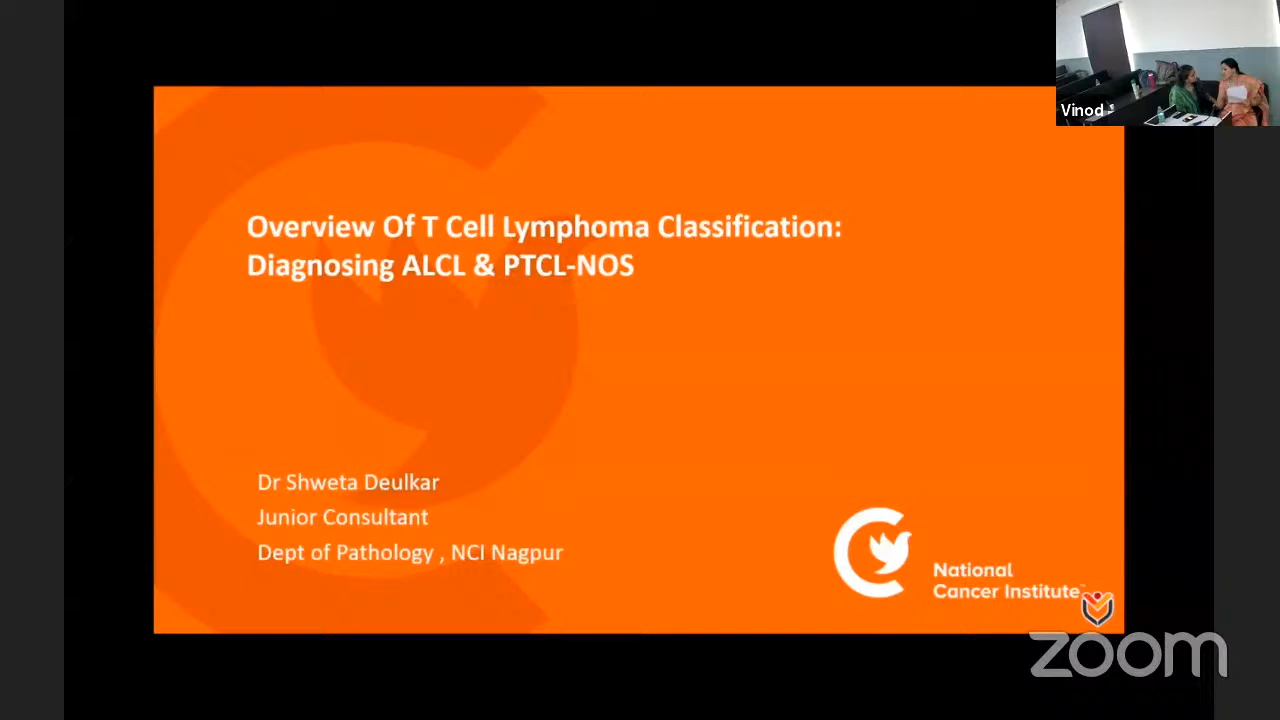 Vinod
Overview Of T Cell Lymphoma Classification:
Diagnosing ALCL & PTCL-NOS
Dr Shweta Deulkar
Junior Consultant
Dept of Pathology , NCI Nagpur
National
Cancer Institute
zoom